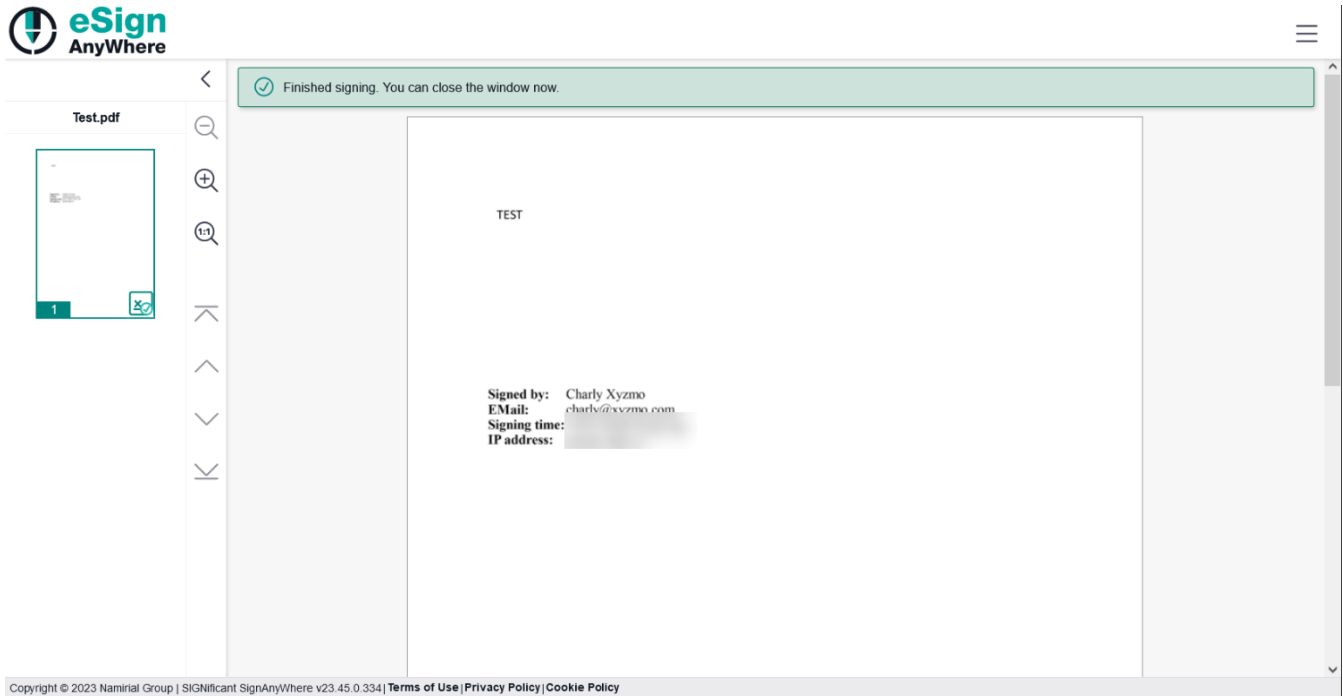 eSign
AnyWhere
Finished signing. You can close the window now.
Test.pdf
1
1:1
TEST
Signed by: Charly Xyzmo
EMail: charly@xyzmo.com
Signing time:
IP address:
Copyright © 2023 Namirial Group | SIGNificant SignAnyWhere v23.45.0.334| Terms of Use | Privacy Policy | Cookie Policy